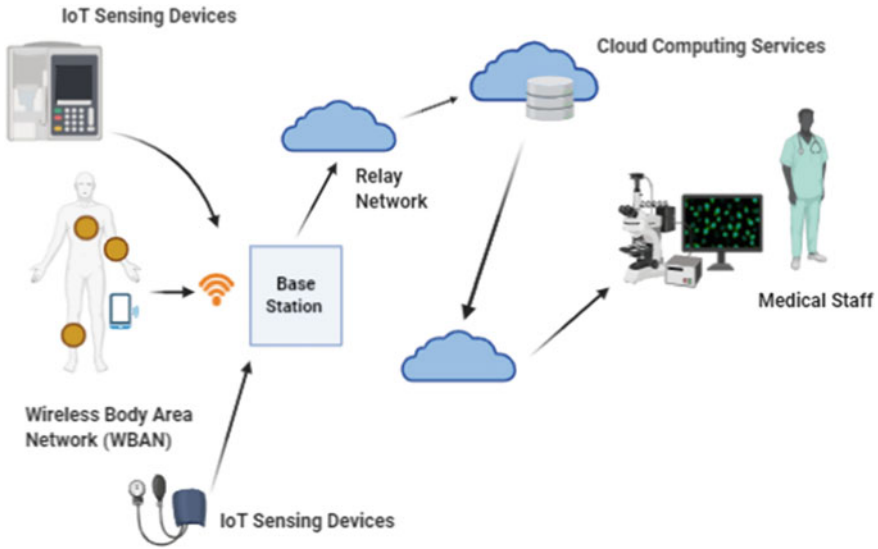 IoT Sensing Devices
Cloud Computing Services
Relay
Network
Base
Station
Medical Staff
Wireless Body Area
Network (WBAN)
IoT Sensing Devices